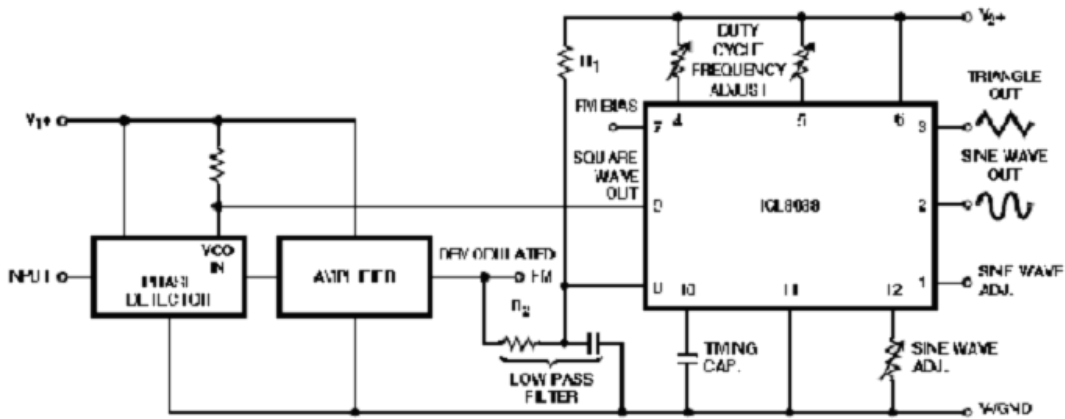 V₂+
DUTY
CYCLE
FREQUENCY
ADJUST
R₁
TRIANGLE
OUT
FM BIAS
7
4
5
6
3
V₁+
SQUARE
WAVE
OUT
SINE WAVE
OUT
ICL8038
2
VCO
IN
DEMODULATED
FM
INPUT
PHASE
DETECTOR
AMPLIFIER
10
11
12
1
SINE WAVE
ADJ.
R₂
TIMING
CAP.
SINE WAVE
ADJ.
LOW PASS
FILTER
V-/GND